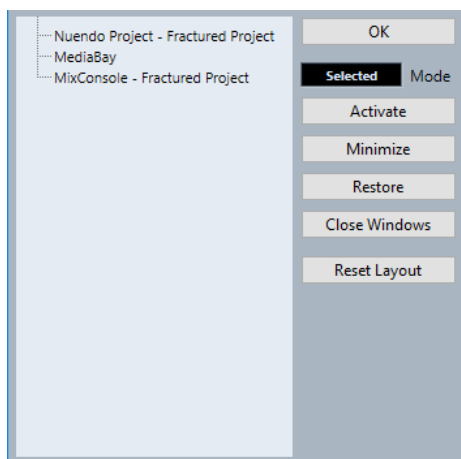 Nuendo Project - Fractured Project
MediaBay
MixConsole - Fractured Project
OK
Selected Mode
Activate
Minimize
Restore
Close Windows
Reset Layout